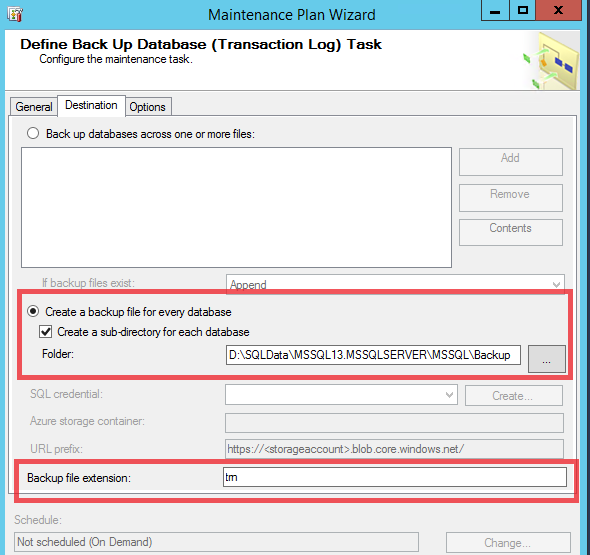 Maintenance Plan Wizard
Define Back Up Database (Transaction Log) Task
Configure the maintenance task.
General Destination Options
Back up databases across one or more files:
Add
Remove
Contents
If backup files exist: Append
Create a backup file for every database
Create a sub-directory for each database
Folder: D:\SQLData\MSSQL13.MSSQLSERVER\MSSQL\Backup ...
SQL credential: Create...
Azure storage container:
URL prefix: https://<storageaccount>.blob.core.windows.net/
Backup file extension: trn
Schedule:
Not scheduled (On Demand) Change...